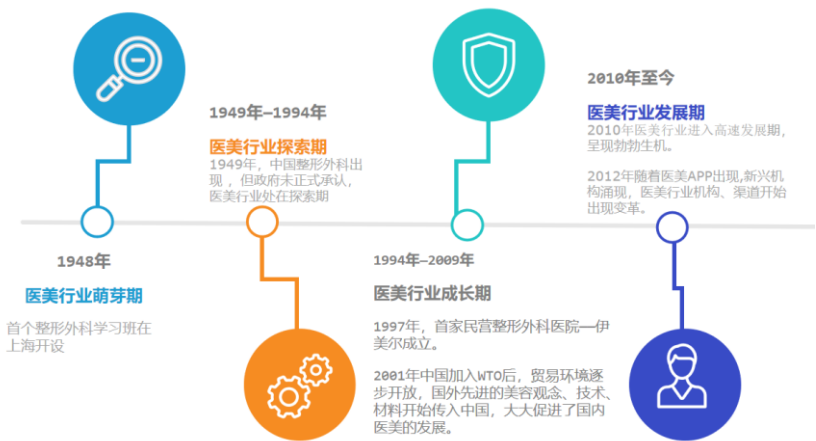 1948年
医美行业萌芽期
首个整形外科学习班在
上海开设
1949年—1994年
医美行业探索期
1949年，中国整形外科出
现，但政府未正式承认，
医美行业处在探索期
1994年—2009年
医美行业成长期
1997年，首家民营整形外科医院——伊
美尔成立。
2001年中国加入WTO后，贸易环境逐
步开放，国外先进的美容观念、技术、
材料开始传入中国，大大促进了国内
医美的发展。
2010年至今
医美行业发展期
2010年医美行业进入高速发展期，
呈现勃勃生机。
2012年随着医美APP出现,新兴机
构涌现，医美行业机构、渠道开始
出现变革。